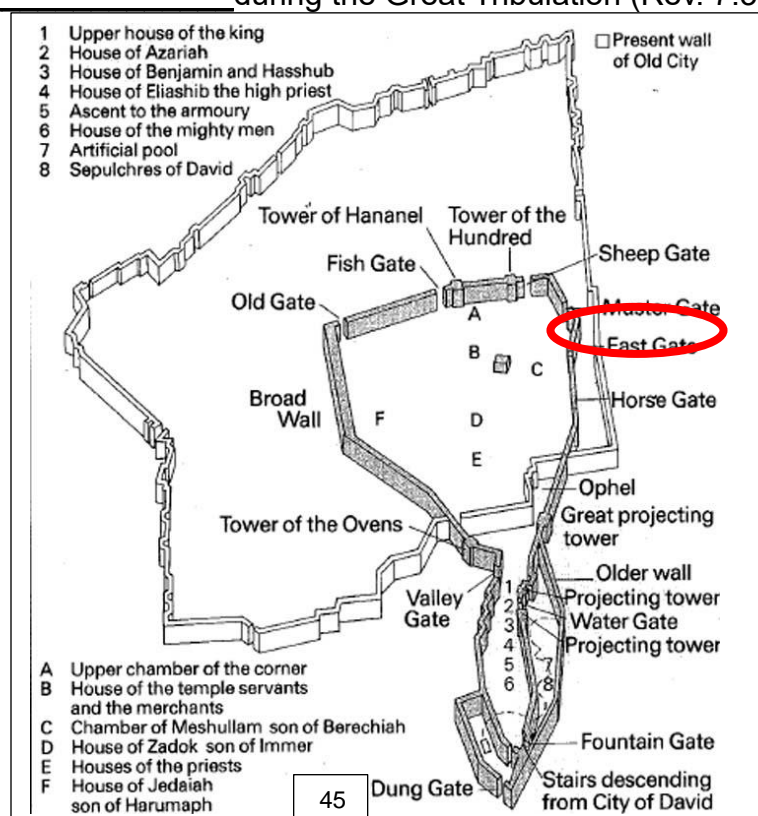 during the Great Tribulation (Rev. 7:9
1 Upper house of the king
2 House of Azariah
3 House of Benjamin and Hasshub
4 House of Eliashib the high priest
5 Ascent to the armoury
6 House of the mighty men
7 Artificial pool
8 Sepulchres of David
Present wall
of Old City
Tower of Hananel
Tower of the
Hundred
Fish Gate
Sheep Gate
Old Gate
A
Muster Gate
B
C
East Gate
Broad
Wall
F
D
Horse Gate
E
Ophel
Tower of the Ovens
Great projecting
tower
Older wall
Valley
Gate
1
Projecting tower
2
Water Gate
3
Projecting tower
4
5
7
6
8
A Upper chamber of the corner
B House of the temple servants
and the merchants
C Chamber of Meshullam son of Berechiah
D House of Zadok son of Immer
E Houses of the priests
F House of Jedaiah
son of Harumaph
45
Fountain Gate
Dung Gate
Stairs descending
from City of David